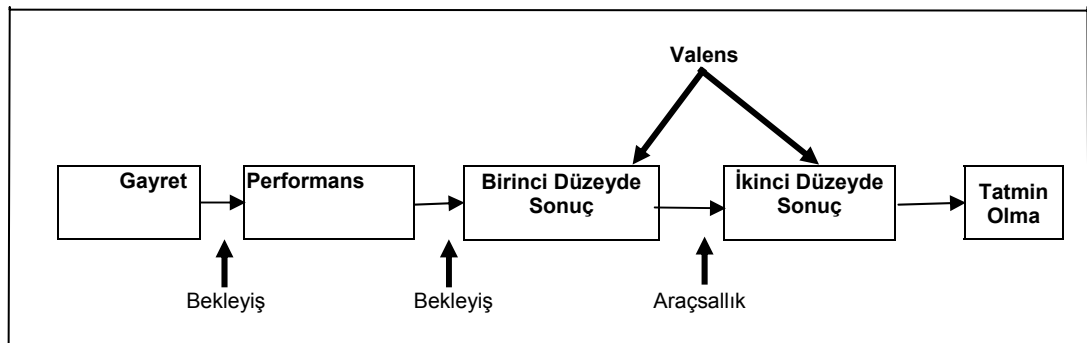 Valens
Gayret
Performans
Birinci Düzeyde
Sonuç
İkinci Düzeyde
Sonuç
Tatmin
Olma
Bekleyiş
Bekleyiş
Araçsallık